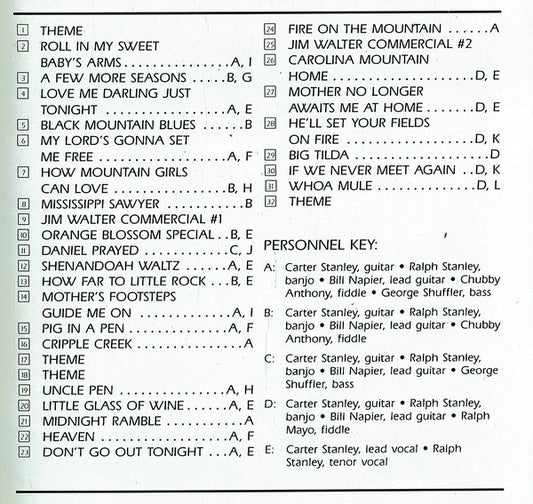 1 THEME
2 ROLL IN MY SWEET
BABY'S ARMS..............A, I
3 A FEW MORE SEASONS .....B, G
4 LOVE ME DARLING JUST
TONIGHT .................A, E
5 BLACK MOUNTAIN BLUES ......B
6 MY LORD'S GONNA SET
ME FREE .................A, F
7 HOW MOUNTAIN GIRLS
CAN LOVE ................B, H
8 MISSISSIPPI SAWYER ..........B
9 JIM WALTER COMMERCIAL #1
10 ORANGE BLOSSOM SPECIAL..B, E
11 DANIEL PRAYED ............C, J
12 SHENANDOAH WALTZ .......A, E
13 HOW FAR TO LITTLE ROCK...B, E
14 MOTHER'S FOOTSTEPS
GUIDE ME ON .............A, I
15 PIG IN A PEN ..............A, F
16 CRIPPLE CREEK ...............A
17 THEME
18 THEME
19 UNCLE PEN ................A, H
20 LITTLE GLASS OF WINE......A, E
21 MIDNIGHT RAMBLE ...........A
22 HEAVEN ...................A, F
23 DON'T GO OUT TONIGHT ...A, E
24 FIRE ON THE MOUNTAIN ......A
25 JIM WALTER COMMERCIAL #2
26 CAROLINA MOUNTAIN
HOME ....................D, E
27 MOTHER NO LONGER
AWAITS ME AT HOME .......D, E
28 HE'LL SET YOUR FIELDS
ON FIRE ..................D, K
29 BIG TILDA ....................D
30 IF WE NEVER MEET AGAIN ..D, K
31 WHOA MULE ...............D, L
32 THEME
PERSONNEL KEY:
A: Carter Stanley, guitar • Ralph Stanley,
banjo • Bill Napier, lead guitar • Chubby
Anthony, fiddle • George Shuffler, bass
B: Carter Stanley, guitar • Ralph Stanley,
banjo • Bill Napier, lead guitar • Chubby
Anthony, fiddle
C: Carter Stanley, guitar • Ralph Stanley,
banjo • Bill Napier, lead guitar • George
Shuffler, bass
D: Carter Stanley, guitar • Ralph Stanley,
banjo • Bill Napier, lead guitar • Ralph
Mayo, fiddle
E: Carter Stanley, lead vocal • Ralph
Stanley, tenor vocal